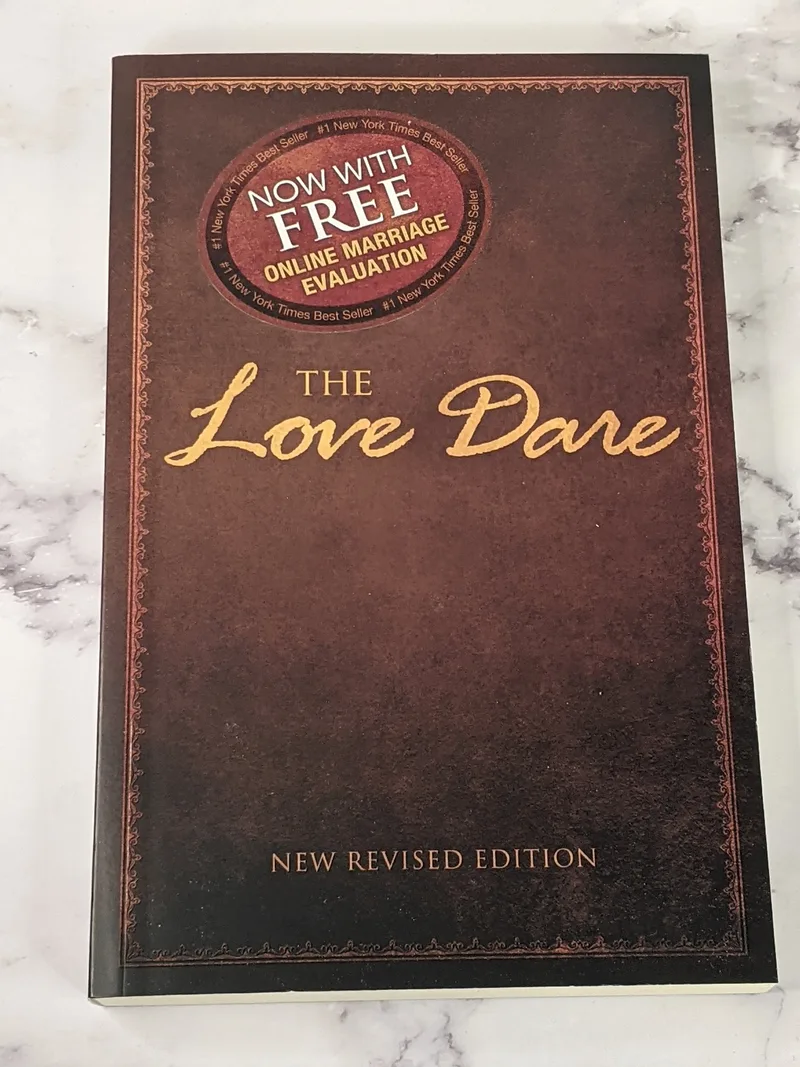 #1 New York Times Best Seller #1 New York Times Best Seller
NOW WITH
FREE
ONLINE MARRIAGE
EVALUATION
#1 New York Times Best Seller #1 New York Times Best Seller
THE
Love Dare
NEW REVISED EDITION